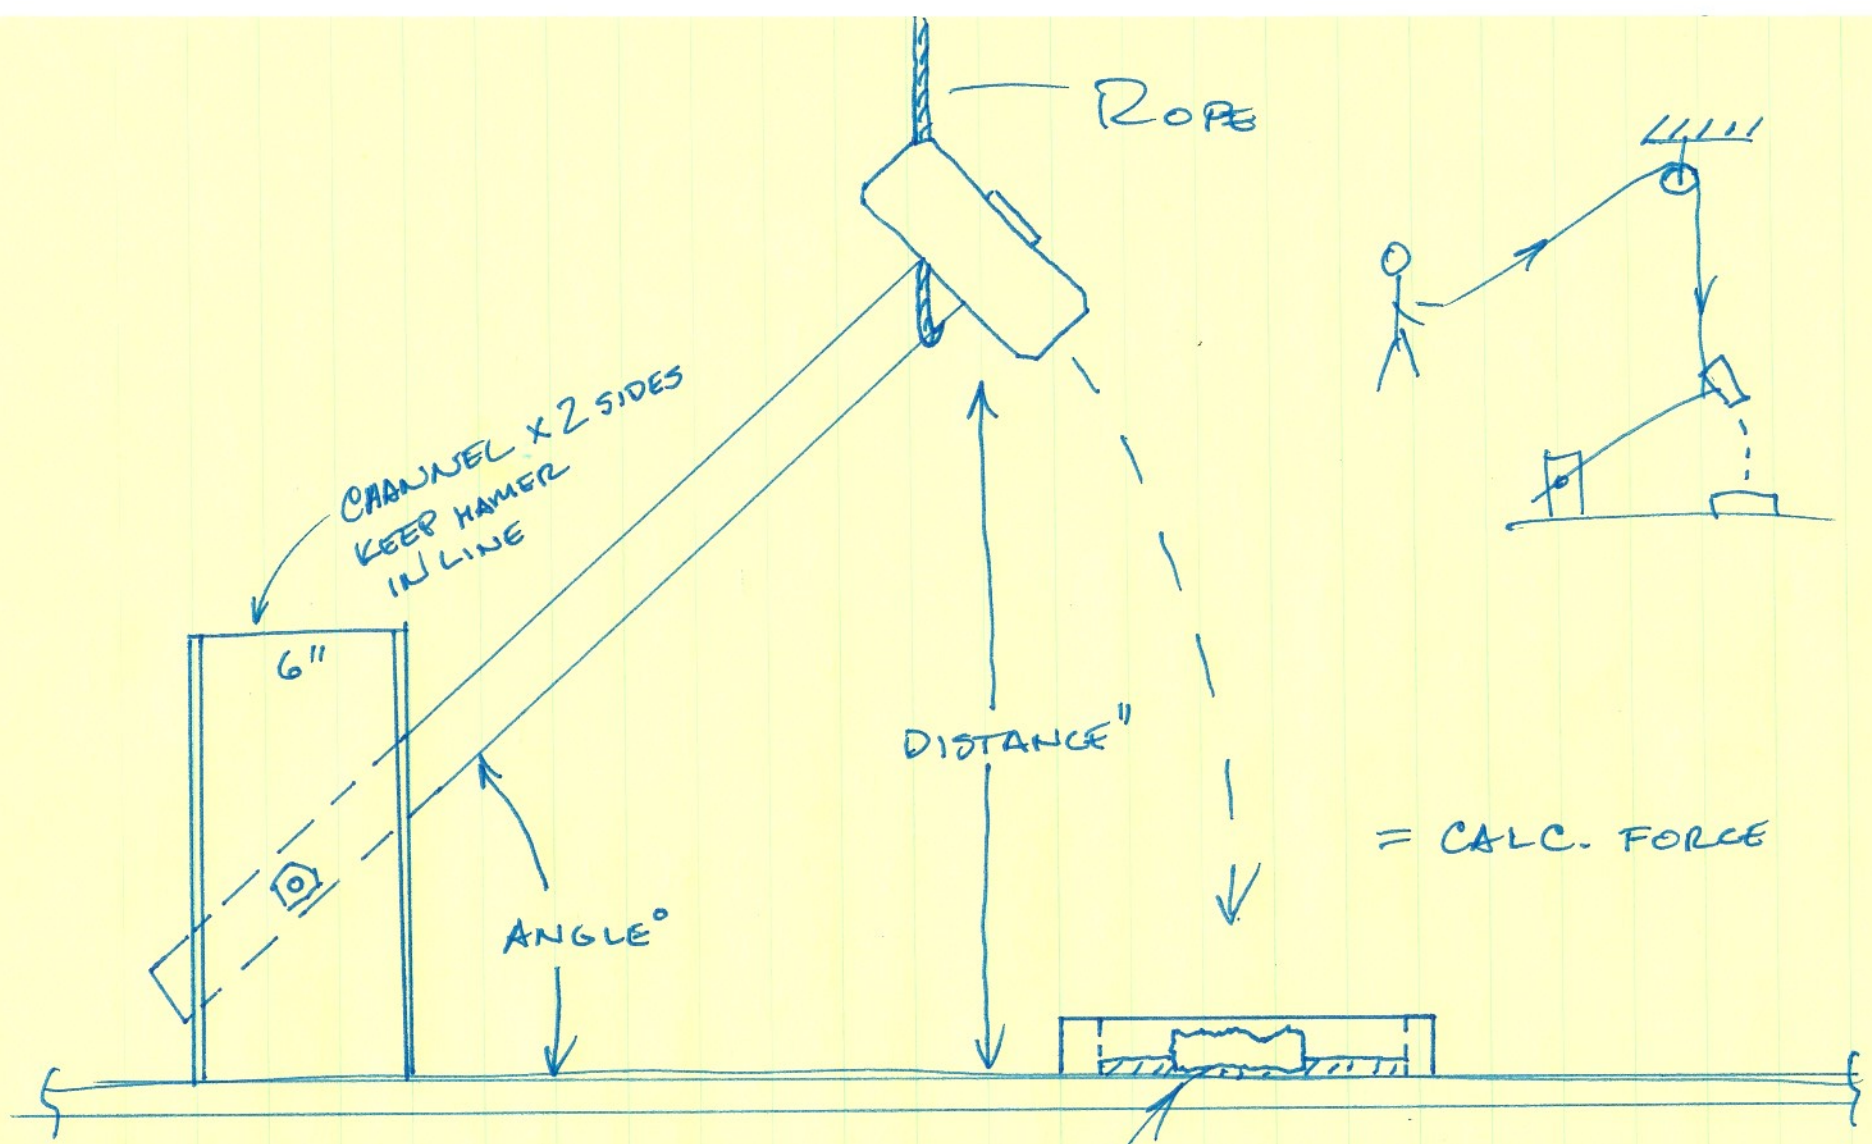 ROPE
CHANNEL x 2 SIDES
KEEP HAMER
IN LINE
6"
DISTANCE"
= CALC. FORCE
ANGLE°